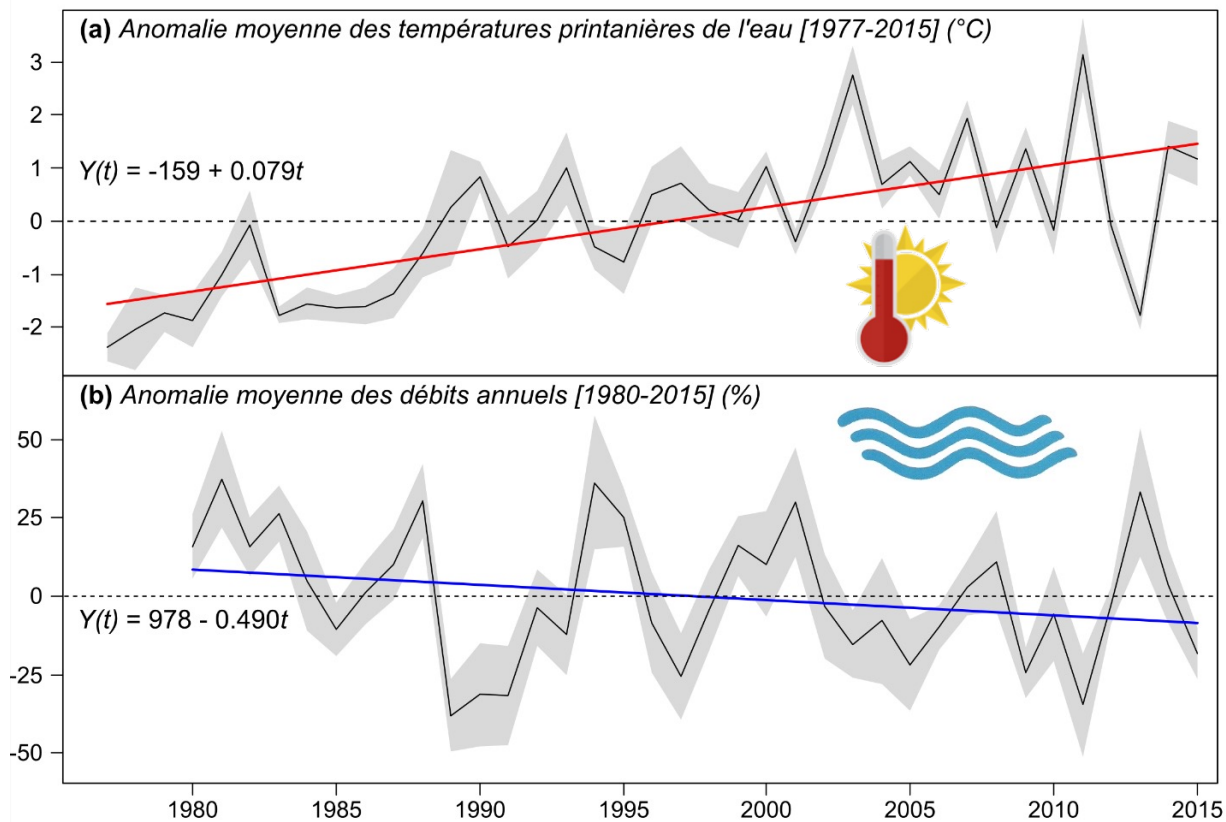 (a) Anomalie moyenne des températures printanières de l'eau [1977-2015] (°C)
3
2
1
Y(t) = -159 + 0.079t
0
-1
-2
(b) Anomalie moyenne des débits annuels [1980-2015] (%)
50
25
0
Y(t) = 978 - 0.490t
-25
-50
1980 1985 1990 1995 2000 2005 2010 2015